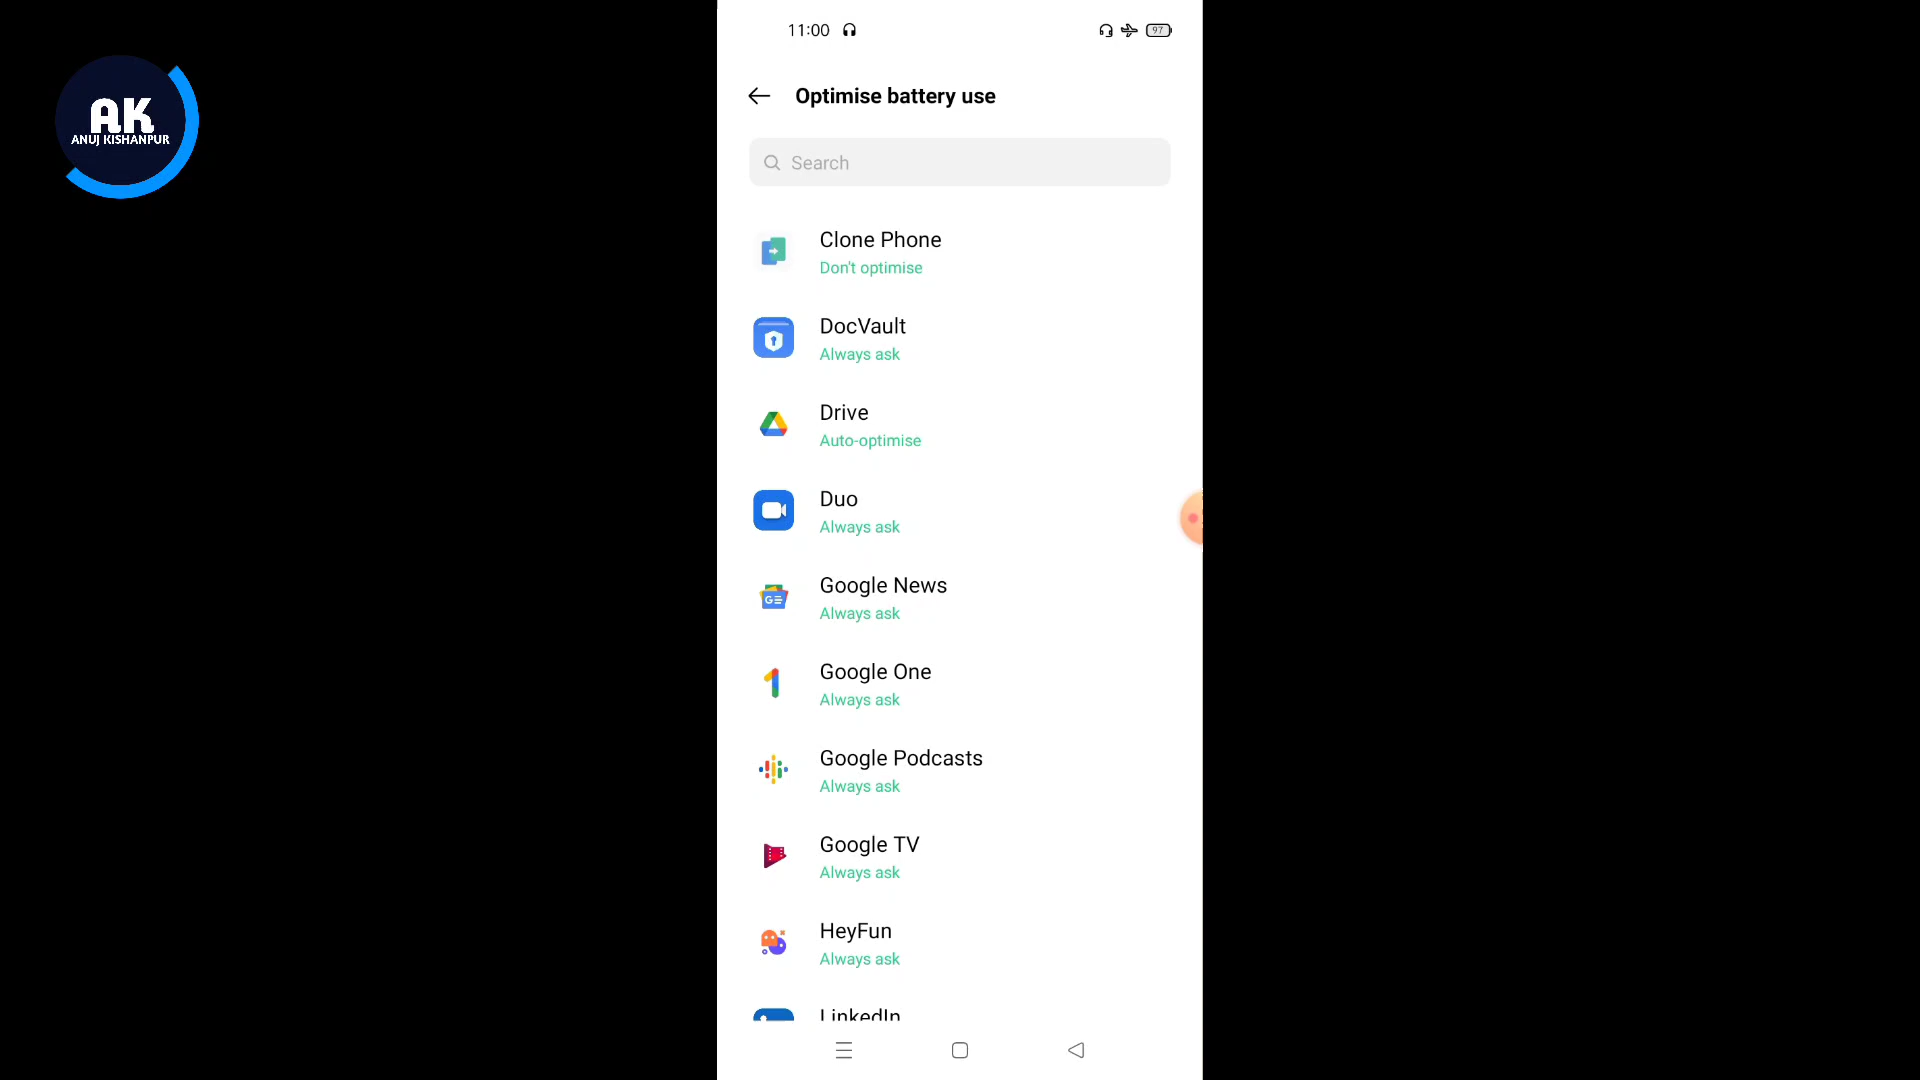 AK
ANUJ KISHANPUR
11:00
97
Optimise battery use
Search
Clone Phone
Don't optimise
DocVault
Always ask
Drive
Auto-optimise
Duo
Always ask
Google News
Always ask
Google One
Always ask
Google Podcasts
Always ask
Google TV
Always ask
HeyFun
Always ask
LinkedIn